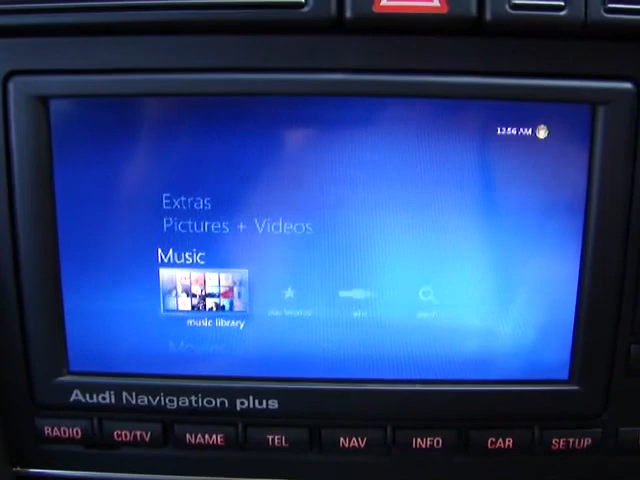 12:56 AM
Extras
Pictures + Videos
Music
music library
Audi Navigation plus
RADIO CD/TV NAME TEL NAV INFO CAR SETUP